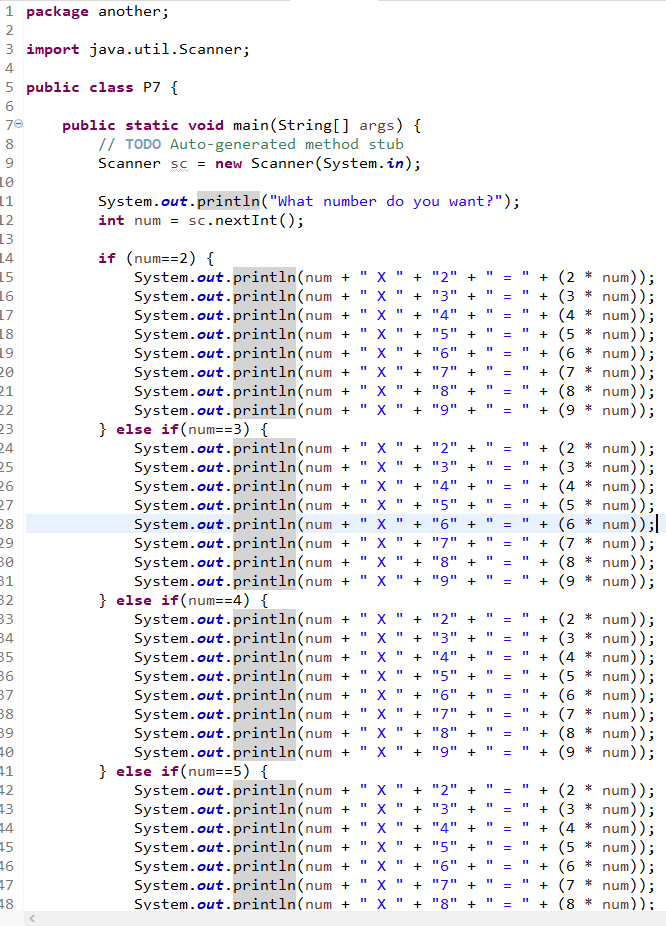 1 package another;
2
3 import java.util.Scanner;
4
5 public class P7 {
6
7 public static void main(String[] args) {
8 // TODO Auto-generated method stub
9 Scanner sc = new Scanner(System.in);
10
11 System.out.println("What number do you want?");
12 int num = sc.nextInt();
13
14 if (num==2) {
15 System.out.println(num + " X " + "2" + " = " + (2 * num));
16 System.out.println(num + " X " + "3" + " = " + (3 * num));
17 System.out.println(num + " X " + "4" + " = " + (4 * num));
18 System.out.println(num + " X " + "5" + " = " + (5 * num));
19 System.out.println(num + " X " + "6" + " = " + (6 * num));
20 System.out.println(num + " X " + "7" + " = " + (7 * num));
21 System.out.println(num + " X " + "8" + " = " + (8 * num));
22 System.out.println(num + " X " + "9" + " = " + (9 * num));
23 } else if(num==3) {
24 System.out.println(num + " X " + "2" + " = " + (2 * num));
25 System.out.println(num + " X " + "3" + " = " + (3 * num));
26 System.out.println(num + " X " + "4" + " = " + (4 * num));
27 System.out.println(num + " X " + "5" + " = " + (5 * num));
28 System.out.println(num + " X " + "6" + " = " + (6 * num));
29 System.out.println(num + " X " + "7" + " = " + (7 * num));
30 System.out.println(num + " X " + "8" + " = " + (8 * num));
31 System.out.println(num + " X " + "9" + " = " + (9 * num));
32 } else if(num==4) {
33 System.out.println(num + " X " + "2" + " = " + (2 * num));
34 System.out.println(num + " X " + "3" + " = " + (3 * num));
35 System.out.println(num + " X " + "4" + " = " + (4 * num));
36 System.out.println(num + " X " + "5" + " = " + (5 * num));
37 System.out.println(num + " X " + "6" + " = " + (6 * num));
38 System.out.println(num + " X " + "7" + " = " + (7 * num));
39 System.out.println(num + " X " + "8" + " = " + (8 * num));
40 System.out.println(num + " X " + "9" + " = " + (9 * num));
41 } else if(num==5) {
42 System.out.println(num + " X " + "2" + " = " + (2 * num));
43 System.out.println(num + " X " + "3" + " = " + (3 * num));
44 System.out.println(num + " X " + "4" + " = " + (4 * num));
45 System.out.println(num + " X " + "5" + " = " + (5 * num));
46 System.out.println(num + " X " + "6" + " = " + (6 * num));
47 System.out.println(num + " X " + "7" + " = " + (7 * num));
48 System.out.println(num + " X " + "8" + " = " + (8 * num));